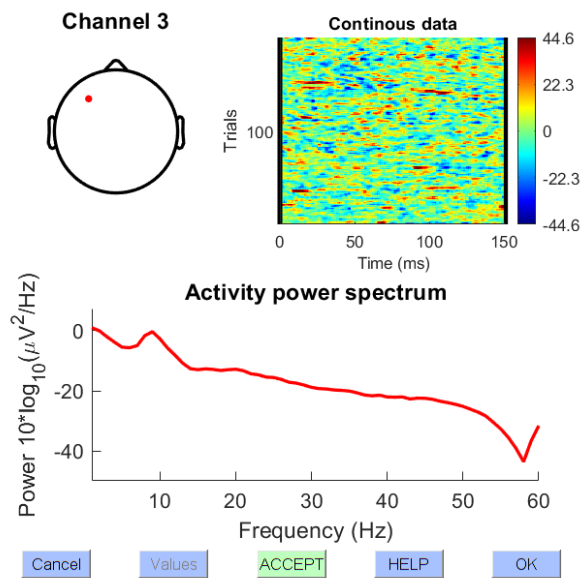 Channel 3
Continous data
Trials
100
0
50
100
150
Time (ms)
44.6
22.3
0
-22.3
-44.6
Activity power spectrum
Power 10*log₁₀(μV²/Hz)
0
-20
-40
10
20
30
40
50
60
Frequency (Hz)
Cancel
Values
ACCEPT
HELP
OK